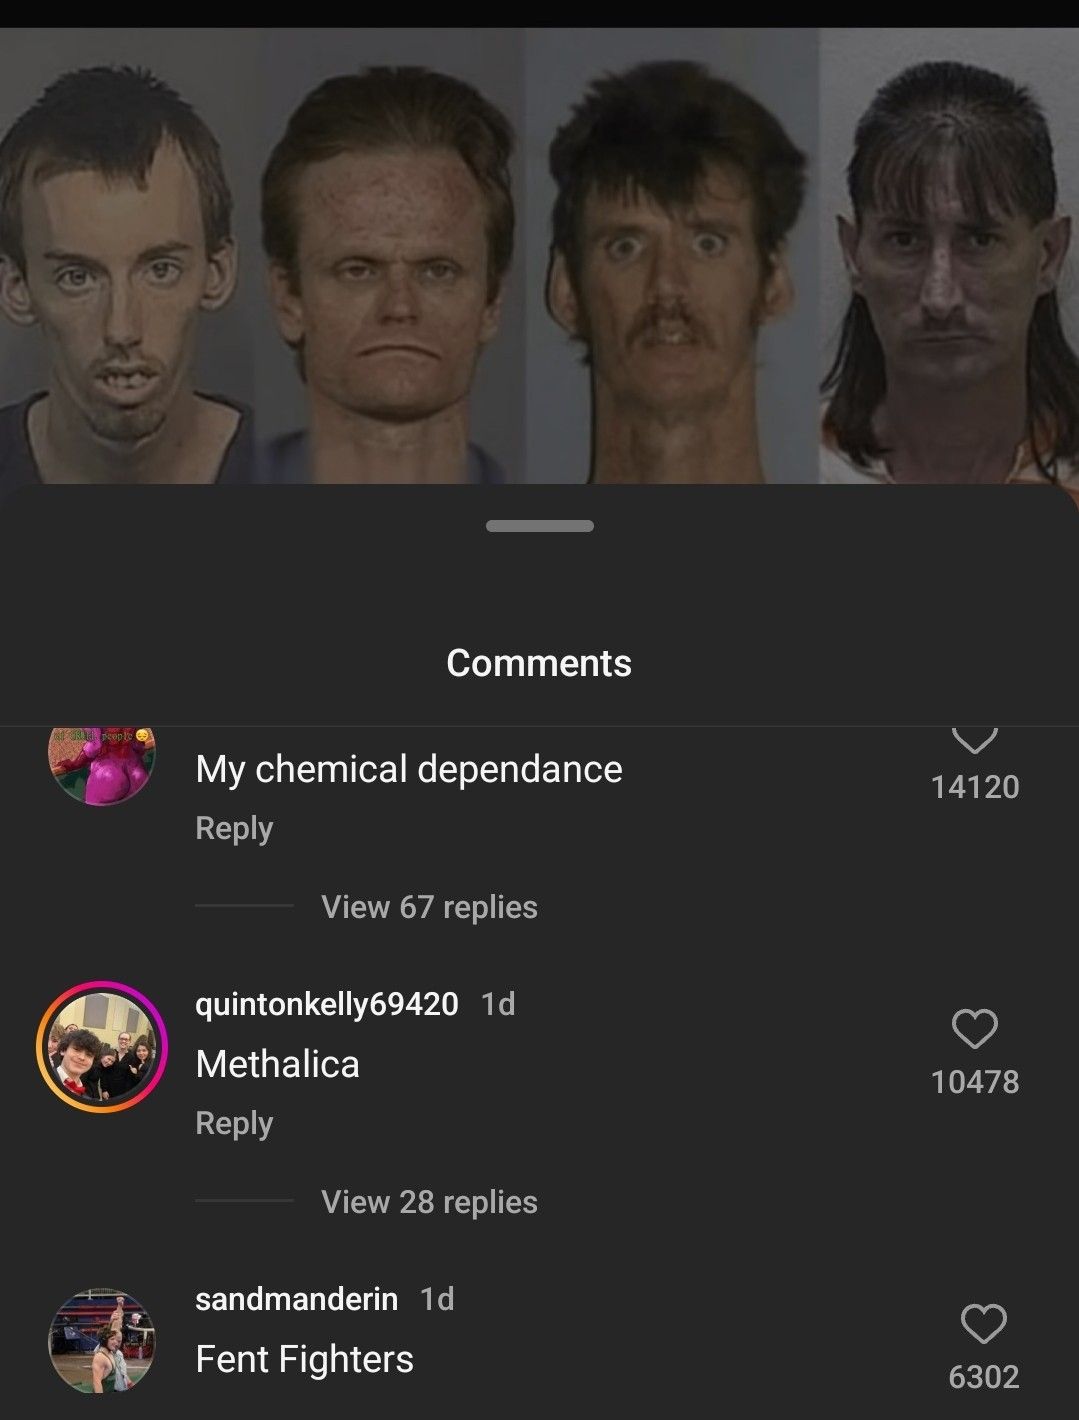 Comments
My chemical dependance
14120
Reply
View 67 replies
quintonkelly69420 1d
Methalica
10478
Reply
View 28 replies
sandmanderin 1d
Fent Fighters
6302